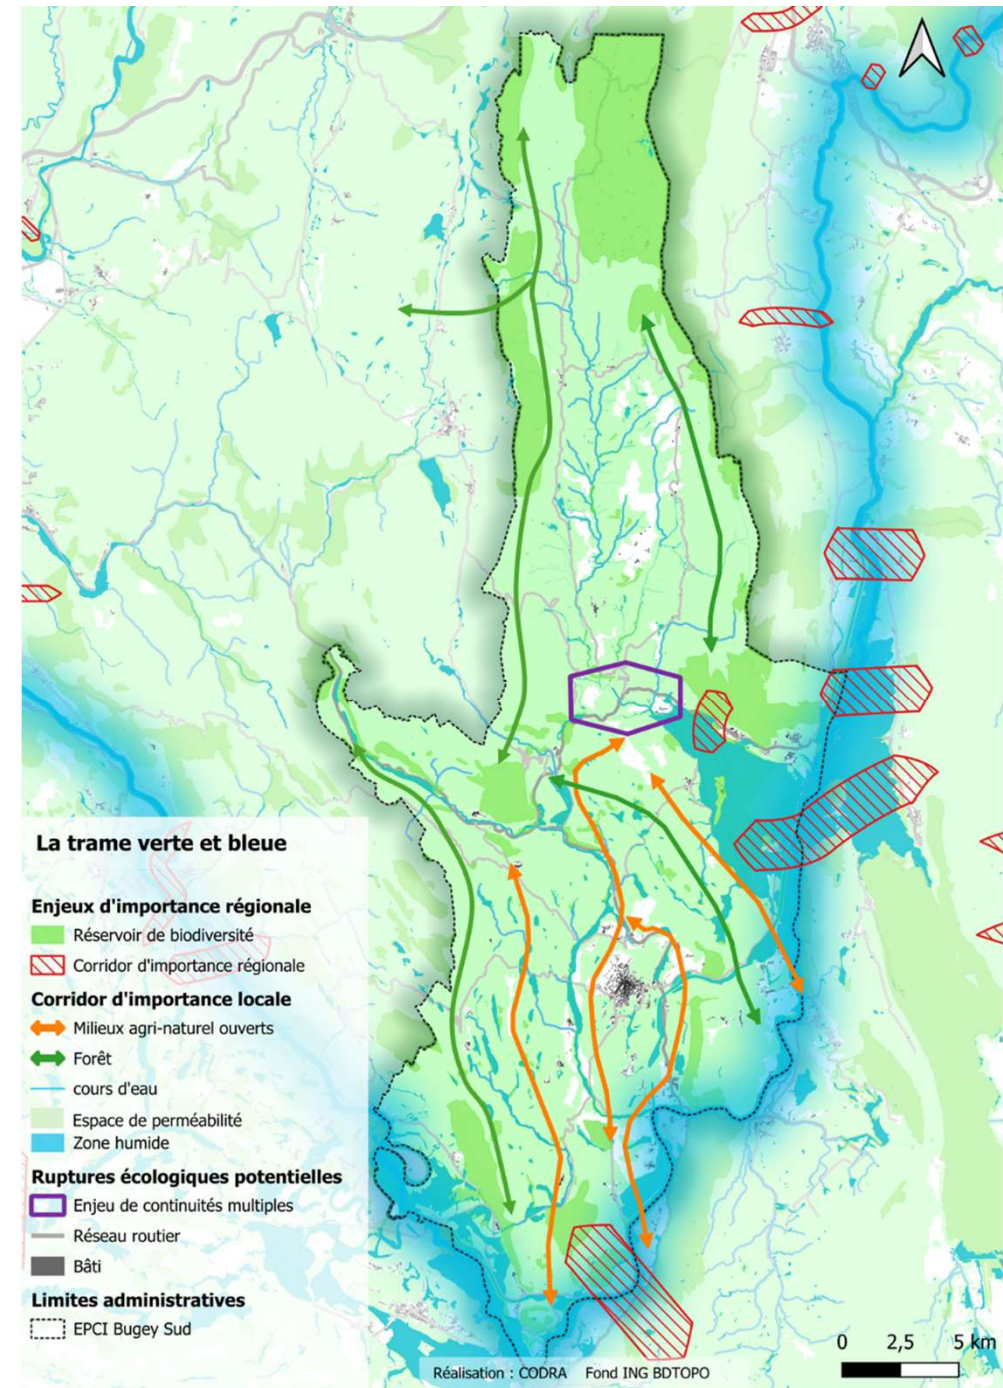 La trame verte et bleue
Enjeux d'importance régionale
Réservoir de biodiversité
Corridor d'importance régionale
Corridor d'importance locale
Milieux agri-naturel ouverts
Forêt
cours d'eau
Espace de perméabilité
Zone humide
Ruptures écologiques potentielles
Enjeu de continuités multiples
Réseau routier
Bâti
Limites administratives
EPCI Bugey Sud
0 2,5 5 km
Réalisation : CODRA Fond ING BDTOPO